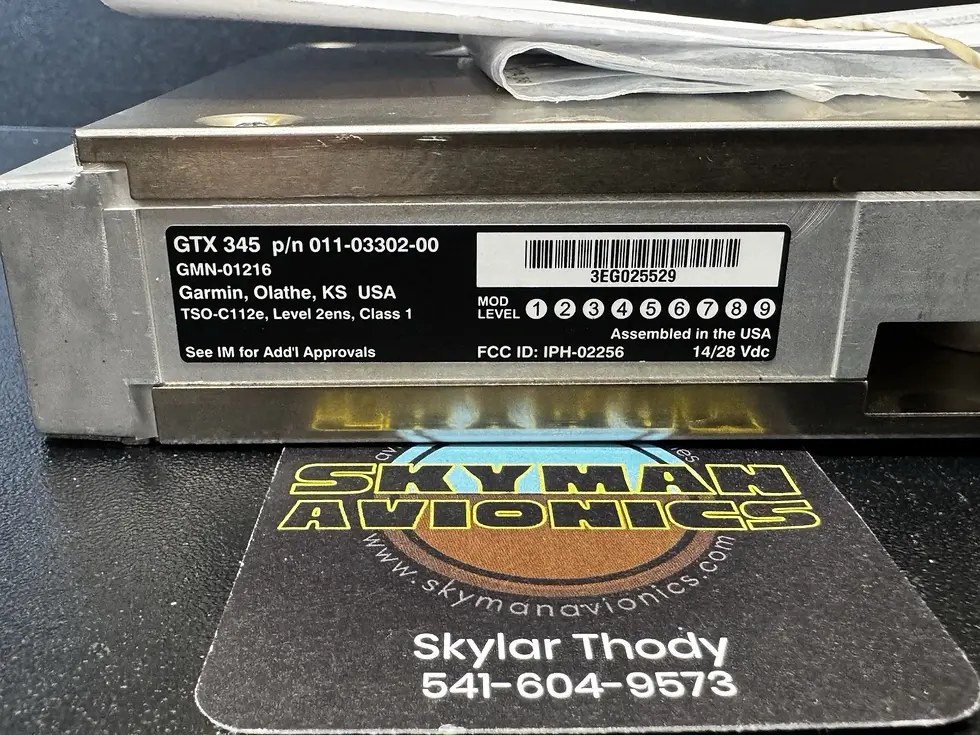 GTX 345 p/n 011-03302-00
GMN-01216
Garmin, Olathe, KS USA
TSO-C112e, Level 2ens, Class 1
See IM for Add'l Approvals
3EG025529
MOD LEVEL 1 2 3 4 5 6 7 8 9
Assembled in the USA
FCC ID: IPH-02256 14/28 Vdc
SKYMAN
AVIONICS
www.skymanavionics.com
Skylar Thody
541-604-9573